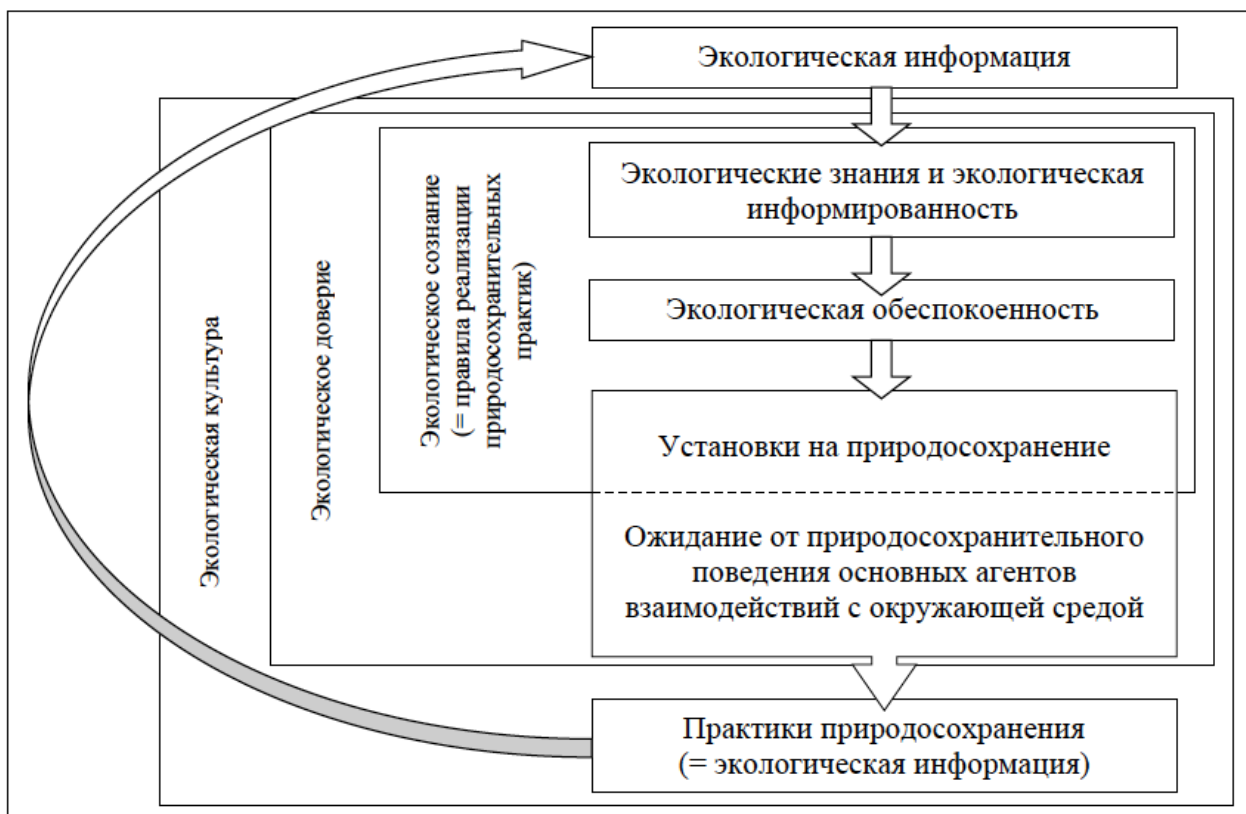 Экологическая информация
Экологические знания и экологическая
информированность
Экологическая обеспокоенность
Установки на природосохранение
Ожидание от природосохранительного
поведения основных агентов
взаимодействий с окружающей средой
Практики природосохранения
(= экологическая информация)
Экологическая культура
Экологическое доверие
Экологическое сознание
(= правила реализации
природосохранительных
практик)